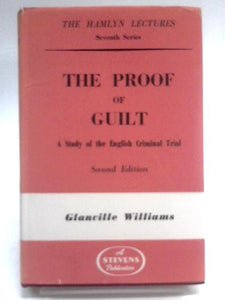 THE HAMLYN LECTURES
Seventh Series
THE PROOF
OF
GUILT
A Study of the English Criminal Trial
Second Edition
Glanville Williams
A
STEVENS
Publication